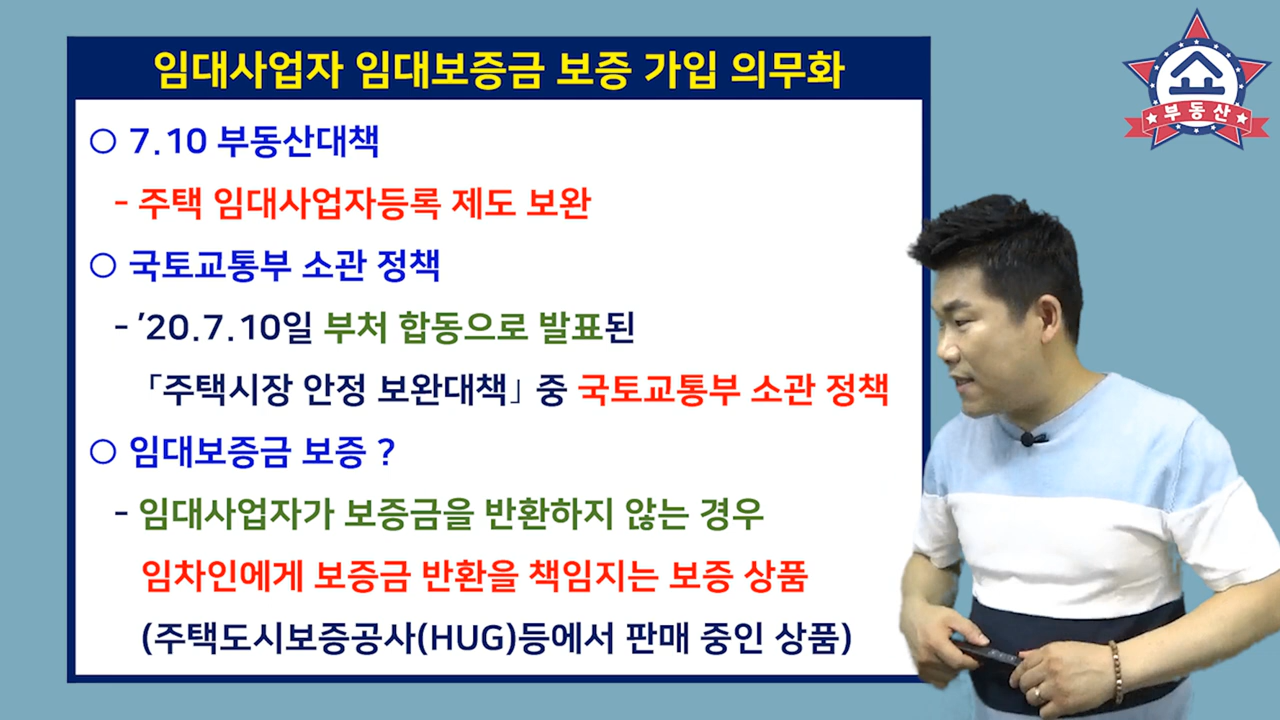 임대사업자 임대보증금 보증 가입 의무화
○ 7.10 부동산대책
- 주택 임대사업자등록 제도 보완
○ 국토교통부 소관 정책
- ’20.7.10일 부처 합동으로 발표된
「주택시장 안정 보완대책」 중 국토교통부 소관 정책
○ 임대보증금 보증 ?
- 임대사업자가 보증금을 반환하지 않는 경우
임차인에게 보증금 반환을 책임지는 보증 상품
(주택도시보증공사(HUG)등에서 판매 중인 상품)
부동산